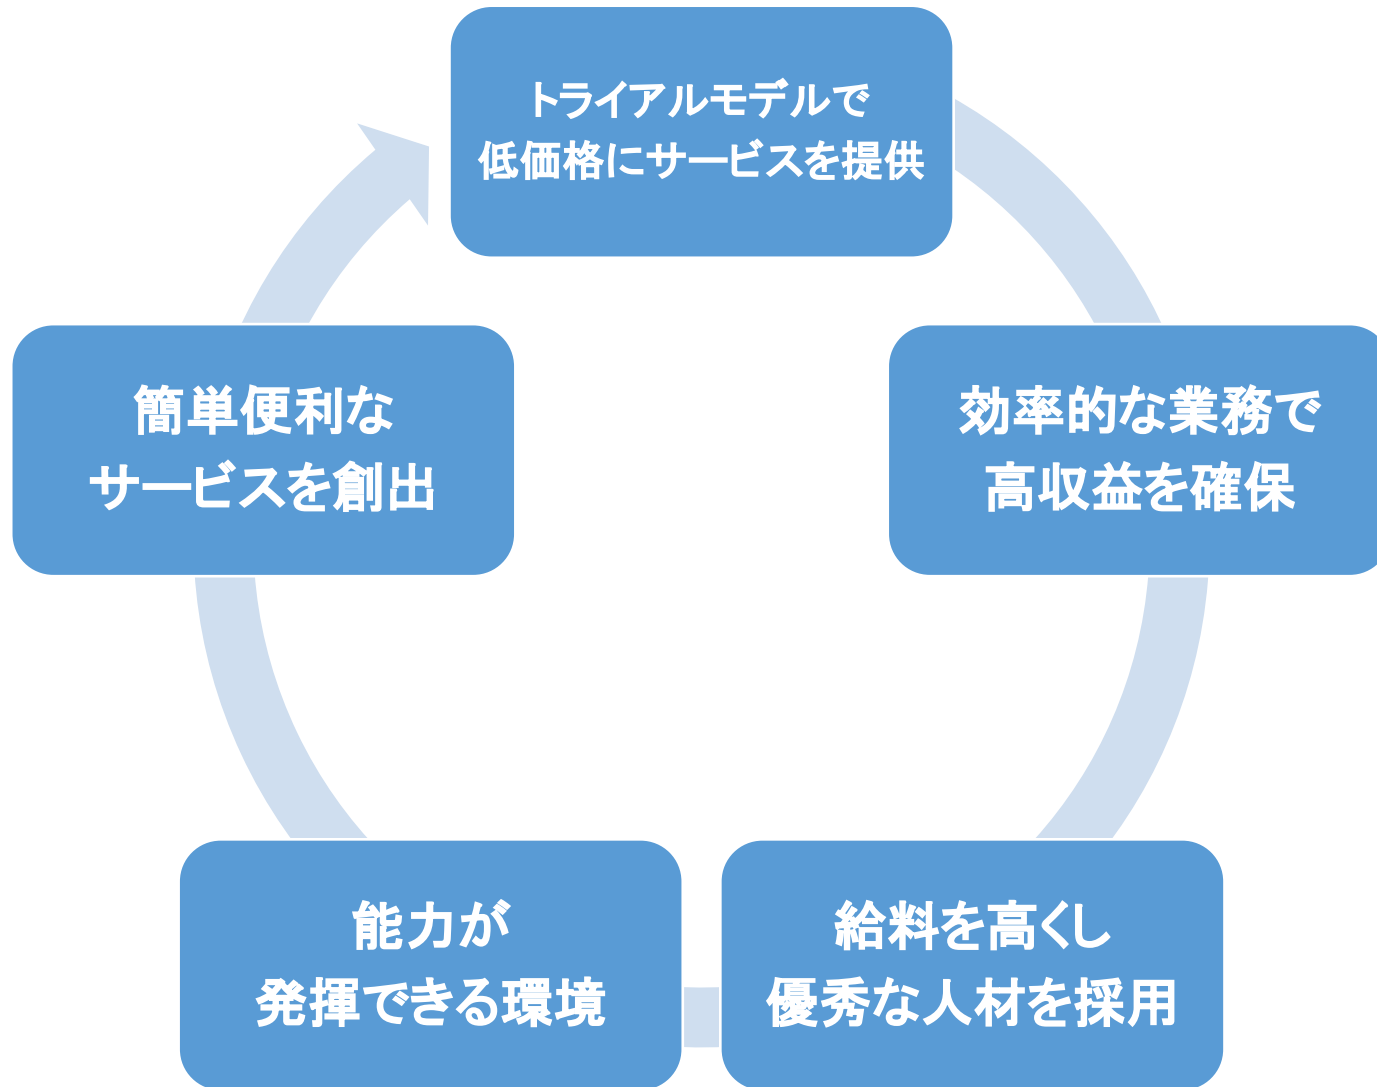 トライアルモデルで
低価格にサービスを提供
効率的な業務で
高収益を確保
給料を高くし
優秀な人材を採用
能力が
発揮できる環境
簡単便利な
サービスを創出